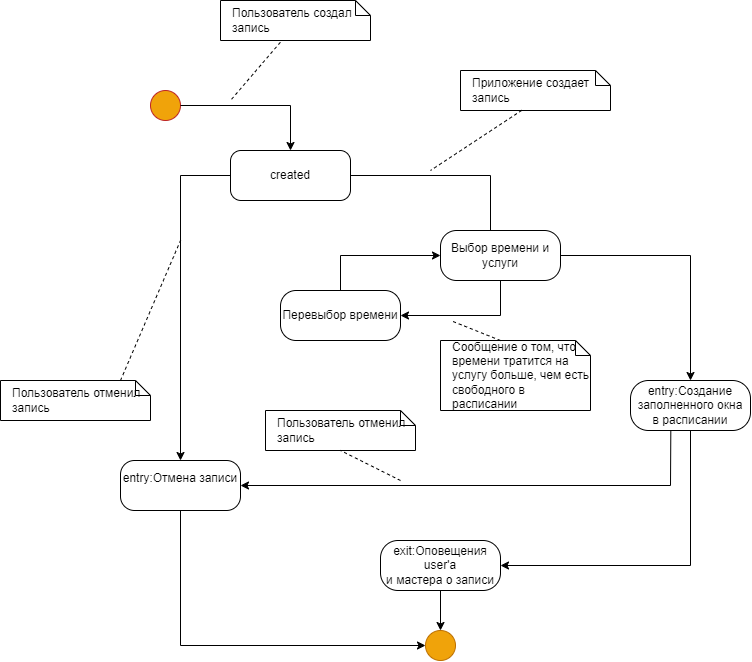 Пользователь создал
запись
Приложение создает
запись
created
Выбор времени и
услуги
Перевыбор времени
Сообщение о том, что
времени тратится на
услугу больше, чем есть
свободного в
расписании
Пользователь отменил
запись
entry:Создание
заполненного окна
в расписании
Пользователь отменил
запись
entry:Отмена записи
exit:Оповещения
user'а
и мастера о записи